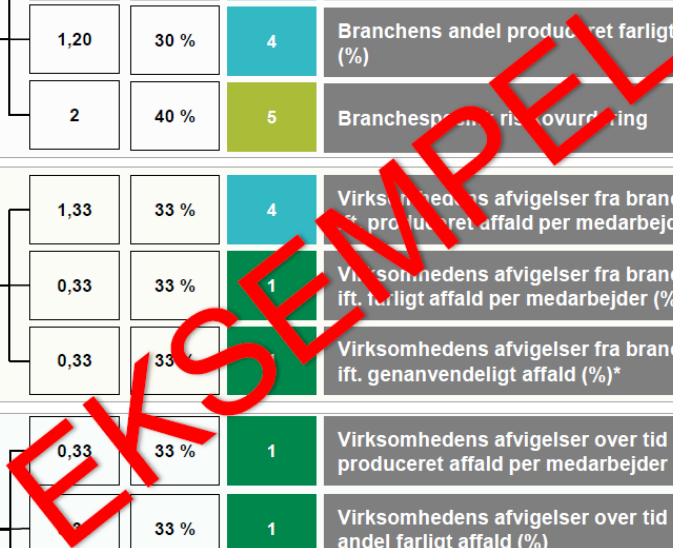 1,20 30 % 4 Branchens andel produceret farligt
(%)
2 40 % 5 Branchespecifik risikovurdering
1,33 33 % 4 Virksomhedens afvigelser fra bran
ift. produceret affald per medarbejd
0,33 33 % 1 Virksomhedens afvigelser fra bran
ift. farligt affald per medarbejder (%
0,33 33 % Virksomhedens afvigelser fra bran
ift. genanvendeligt affald (%)*
0,33 33 % 1 Virksomhedens afvigelser over tid
produceret affald per medarbejder
33 % 1 Virksomhedens afvigelser over tid
andel farligt affald (%)
EKSEMPEL